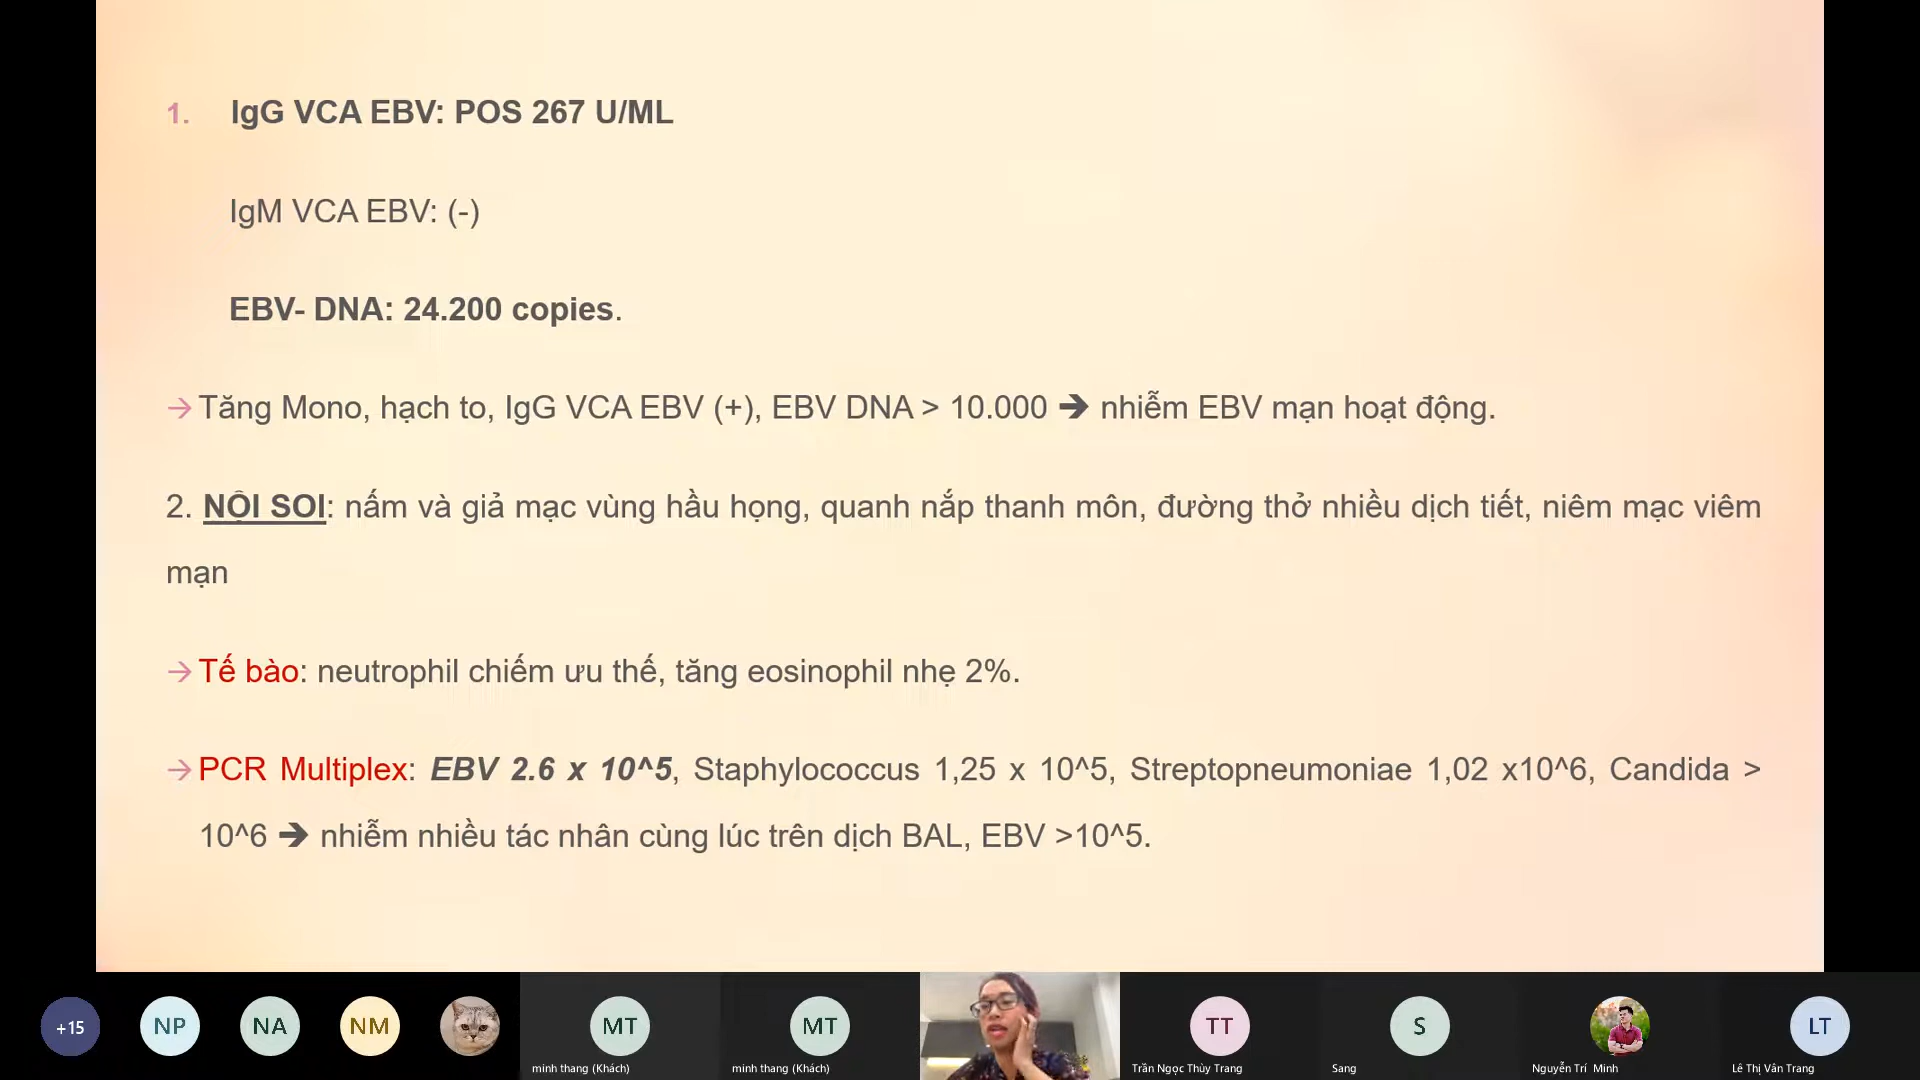 1. IgG VCA EBV: POS 267 U/ML
IgM VCA EBV: (-)
EBV- DNA: 24.200 copies.
→ Tăng Mono, hạch to, IgG VCA EBV (+), EBV DNA > 10.000 ➔ nhiễm EBV mạn hoạt động.
2. NỘI SOI: nấm và giả mạc vùng hầu họng, quanh nắp thanh môn, đường thở nhiều dịch tiết, niêm mạc viêm
mạn
→ Tế bào: neutrophil chiếm ưu thế, tăng eosinophil nhẹ 2%.
→ PCR Multiplex: EBV 2.6 x 10^5, Staphylococcus 1,25 x 10^5, Streptopneumoniae 1,02 x10^6, Candida >
10^6 ➔ nhiễm nhiều tác nhân cùng lúc trên dịch BAL, EBV >10^5.
+15 NP NA NM MT MT TT S LT
minh thang (Khách) minh thang (Khách) Trần Ngọc Thùy Trang Sang Nguyễn Trí Minh Lê Thị Vân Trang